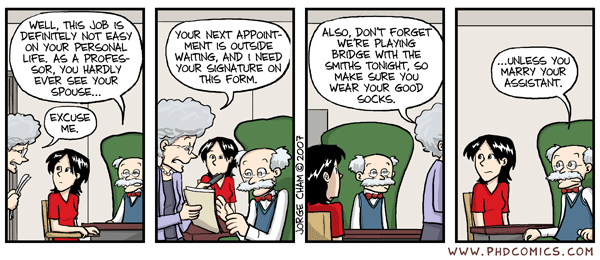 WELL, THIS JOB IS
DEFINITELY NOT EASY
ON YOUR PERSONAL
LIFE. AS A PROFES-
SOR, YOU HARDLY
EVER SEE YOUR
SPOUSE...
EXCUSE
ME.
YOUR NEXT APPOINT-
MENT IS OUTSIDE
WAITING, AND I NEED
YOUR SIGNATURE ON
THIS FORM.
JORGE CHAM © 2007
ALSO, DON'T FORGET
WE'RE PLAYING
BRIDGE WITH THE
SMITHS TONIGHT, SO
MAKE SURE YOU
WEAR YOUR GOOD
SOCKS.
...UNLESS YOU
MARRY YOUR
ASSISTANT.
WWW.PHDCOMICS.COM